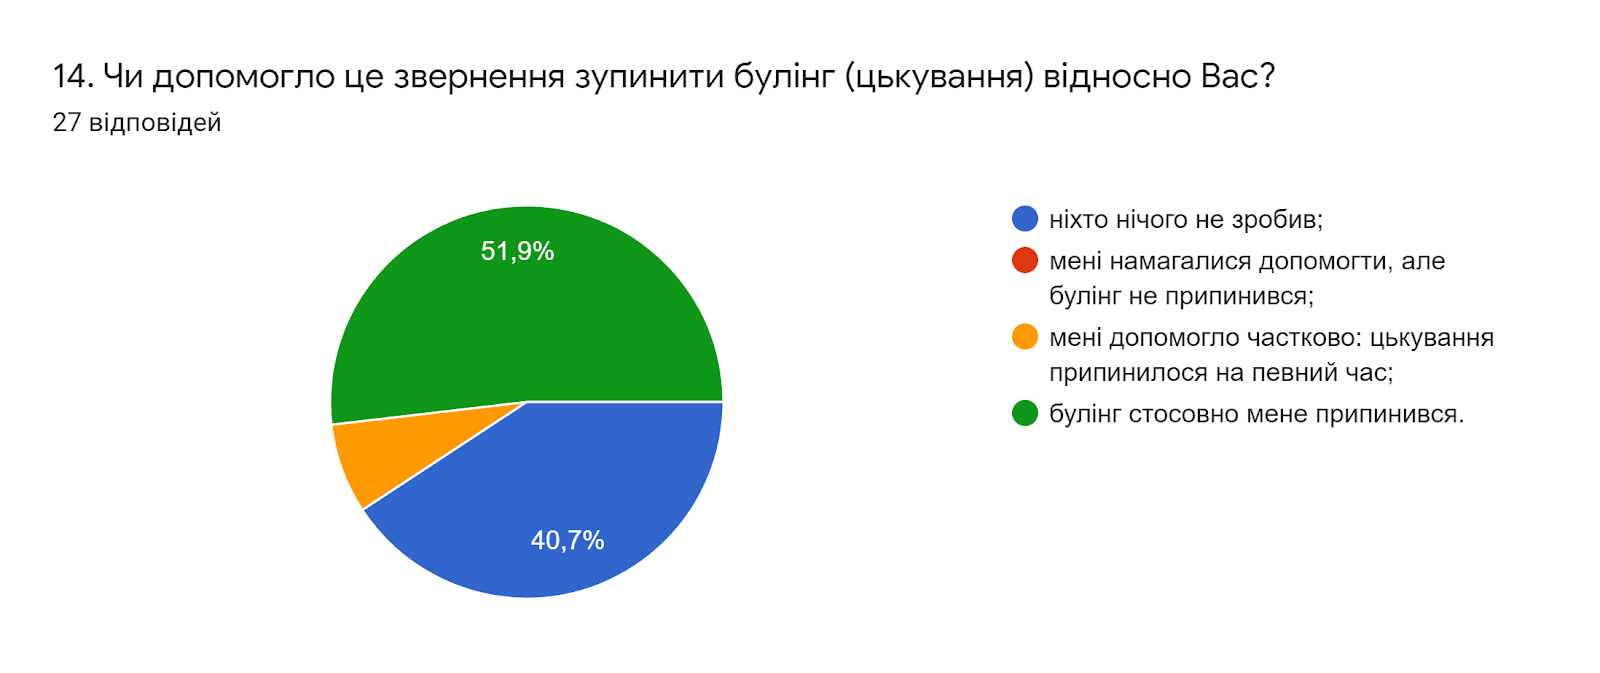 14. Чи допомогло це звернення зупинити булінг (цькування) відносно Вас?
27 відповідей
51,9%
40,7%
ніхто нічого не зробив;
мені намагалися допомогти, але
булінг не припинився;
мені допомогло частково: цькування
припинилося на певний час;
булінг стосовно мене припинився.